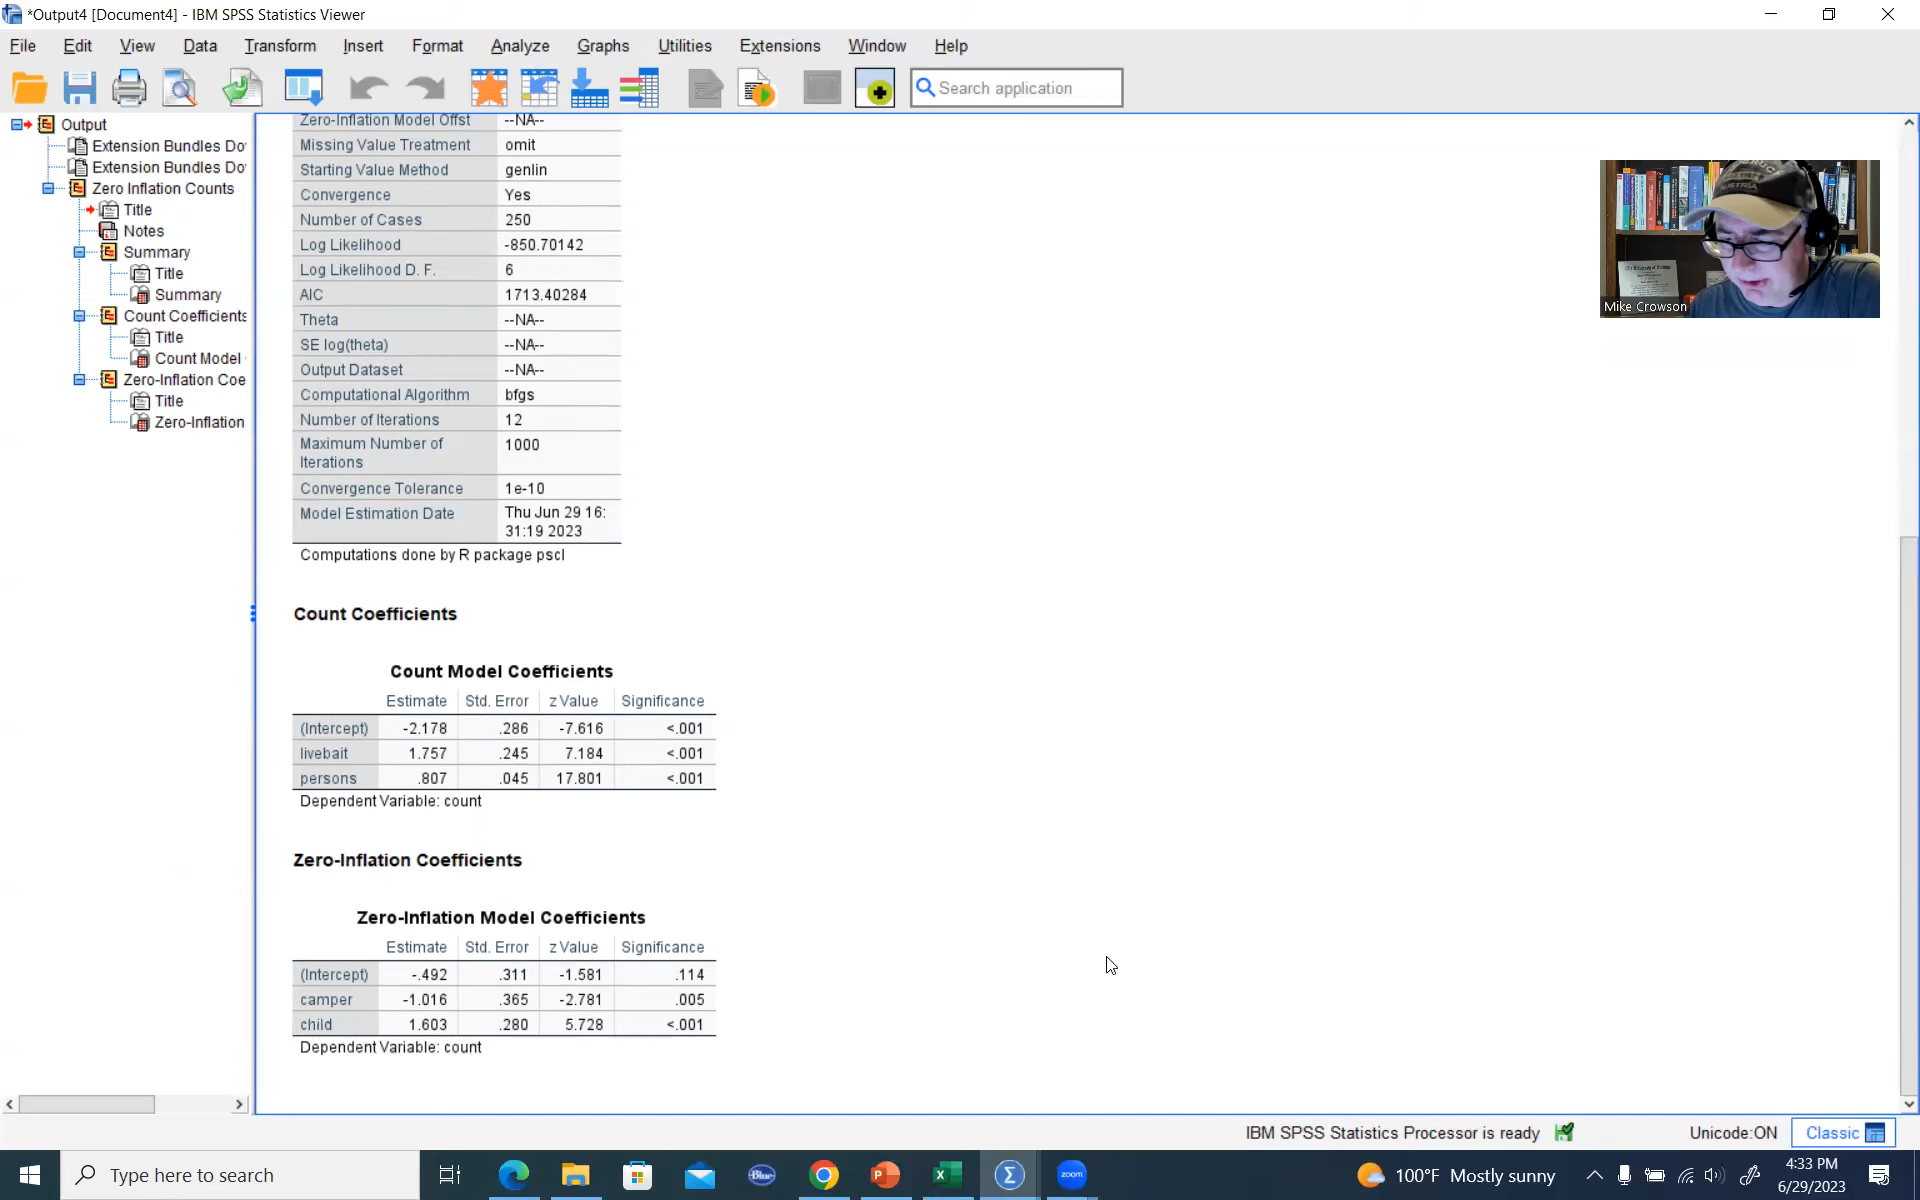 *Output4 [Document4] - IBM SPSS Statistics Viewer
File Edit View Data Transform Insert Format Analyze Graphs Utilities Extensions Window Help
Search application
Output
Extension Bundles Do
Extension Bundles Do
Zero Inflation Counts
Title
Notes
Summary
Title
Summary
Count Coefficients
Title
Count Model
Zero-Inflation Coe
Title
Zero-Inflation
Zero-Inflation Model Offst --NA--
Missing Value Treatment omit
Starting Value Method genlin
Convergence Yes
Number of Cases 250
Log Likelihood -850.70142
Log Likelihood D. F. 6
AIC 1713.40284
Theta --NA--
SE log(theta) --NA--
Output Dataset --NA--
Computational Algorithm bfgs
Number of Iterations 12
Maximum Number of Iterations 1000
Convergence Tolerance 1e-10
Model Estimation Date Thu Jun 29 16:
31:19 2023
Computations done by R package pscl
Count Coefficients
Count Model Coefficients
Estimate Std. Error z Value Significance
(Intercept) -2.178 .286 -7.616 <.001
livebait 1.757 .245 7.184 <.001
persons .807 .045 17.801 <.001
Dependent Variable: count
Zero-Inflation Coefficients
Zero-Inflation Model Coefficients
Estimate Std. Error z Value Significance
(Intercept) -.492 .311 -1.581 .114
camper -1.016 .365 -2.781 .005
child 1.603 .280 5.728 <.001
Dependent Variable: count
Mike Crowson
IBM SPSS Statistics Processor is ready
Unicode:ON
Classic
Type here to search
Blue
zoom
100°F Mostly sunny
4:33 PM
6/29/2023